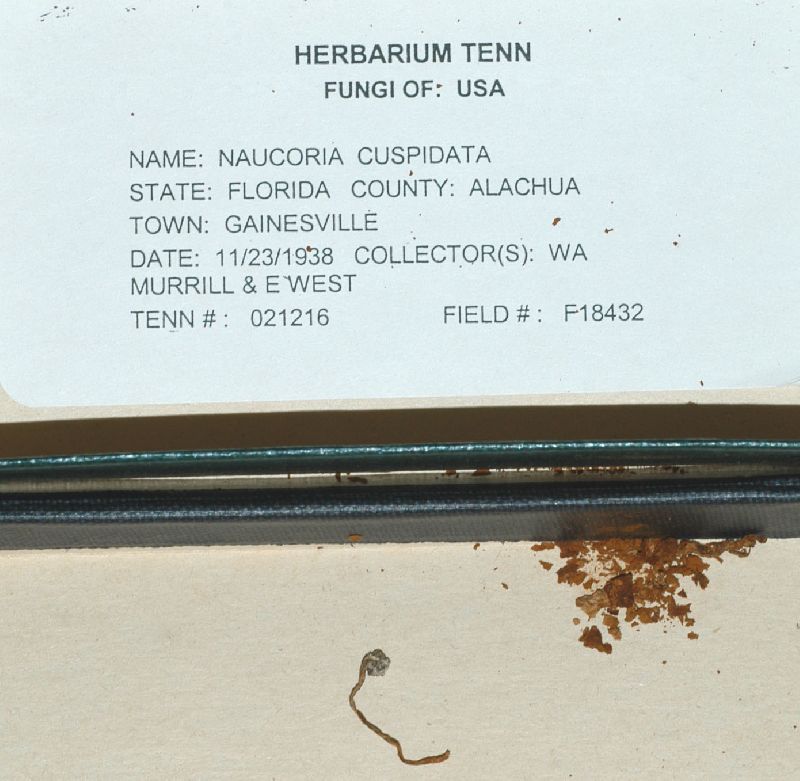 HERBARIUM TENN
FUNGI OF: USA
NAME: NAUCORIA CUSPIDATA
STATE: FLORIDA COUNTY: ALACHUA
TOWN: GAINESVILLE
DATE: 11/23/1938 COLLECTOR(S): WA
MURRILL & E WEST
TENN #: 021216 FIELD #: F18432